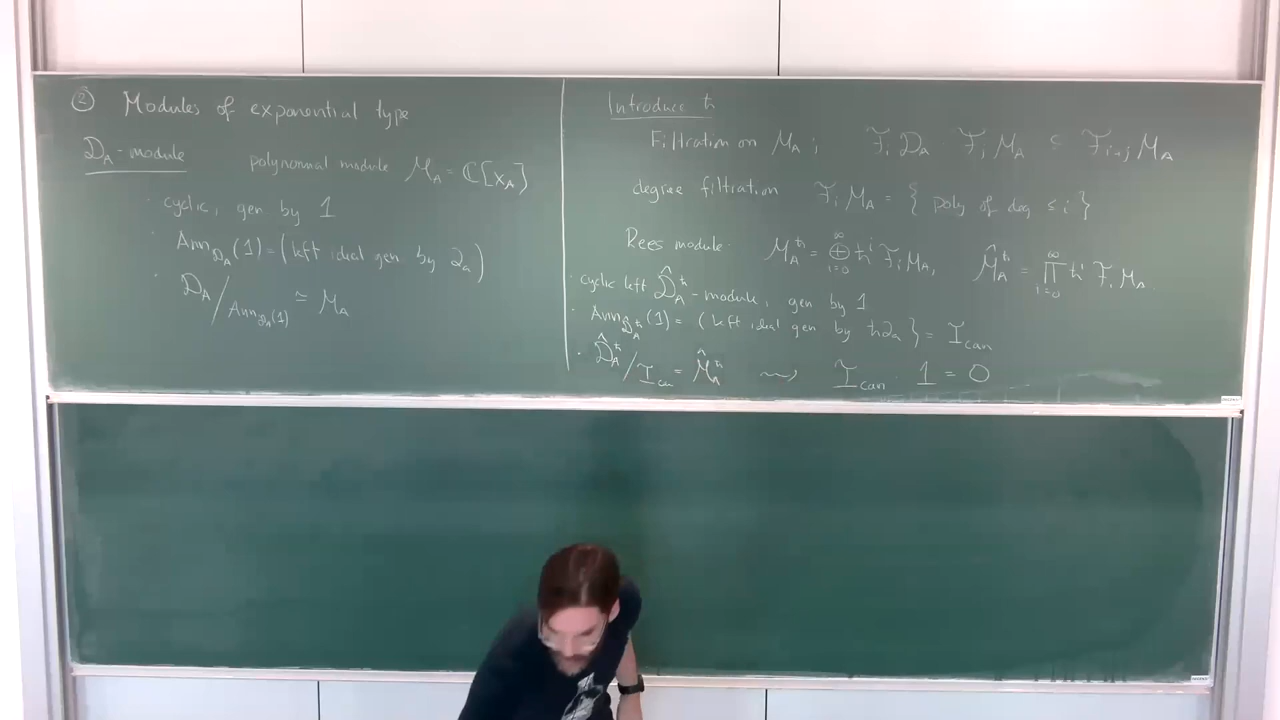 ② Modules of exponential type
D_A-module polynomial module M_A = ℂ[x_A]
· cyclic, gen by 1
· Ann_{D_A}(1) = (left ideal gen by ∂_a)
· D_A / Ann_{D_A}(1) ≅ M_A
Introduce ħ
Filtration on M_A; F_i D_A · F_j M_A ⊂ F_{i+j} M_A
degree filtration F_i M_A = { poly of deg ≤ i }
Rees module· M_A^ħ = ⊕_{i=0}^∞ ħ^i F_i M_A, M̂_A^ħ = ∏_{i=0}^∞ ħ^i F_i M_A.
· cyclic left D̂_A^ħ-module, gen by 1
· Ann_{D̂_A^ħ}(1) = (left ideal gen by ħ∂_a) = I_can
· D̂_A^ħ / I_can = M̂_A^ħ ⇝ I_can · 1 = 0